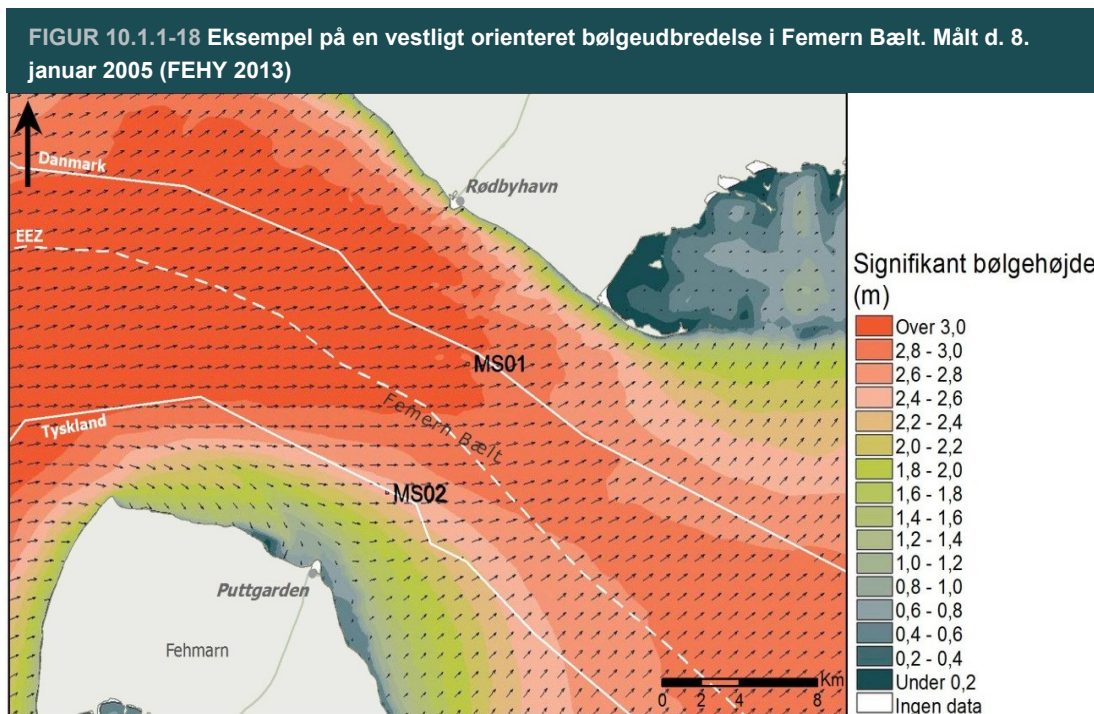 FIGUR 10.1.1-18 Eksempel på en vestligt orienteret bølgeudbredelse i Femern Bælt. Målt d. 8.
januar 2005 (FEHY 2013)
Danmark
Rødbyhavn
EEZ
MS01
Femern Bælt
Tyskland
MS02
Puttgarden
Fehmarn
Km
0 2 4 8
Signifikant bølgehøjde
(m)
Over 3,0
2,8 - 3,0
2,6 - 2,8
2,4 - 2,6
2,2 - 2,4
2,0 - 2,2
1,8 - 2,0
1,6 - 1,8
1,4 - 1,6
1,2 - 1,4
1,0 - 1,2
0,8 - 1,0
0,6 - 0,8
0,4 - 0,6
0,2 - 0,4
Under 0,2
Ingen data